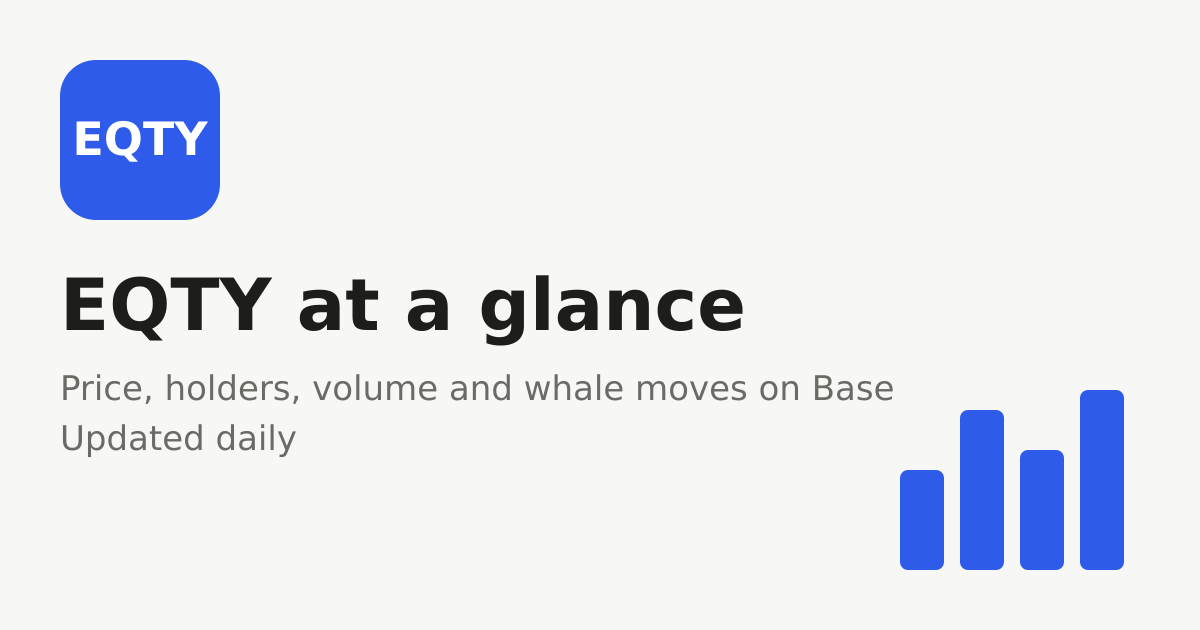 EQTY
EQTY at a glance
Price, holders, volume and whale moves on Base
Updated daily